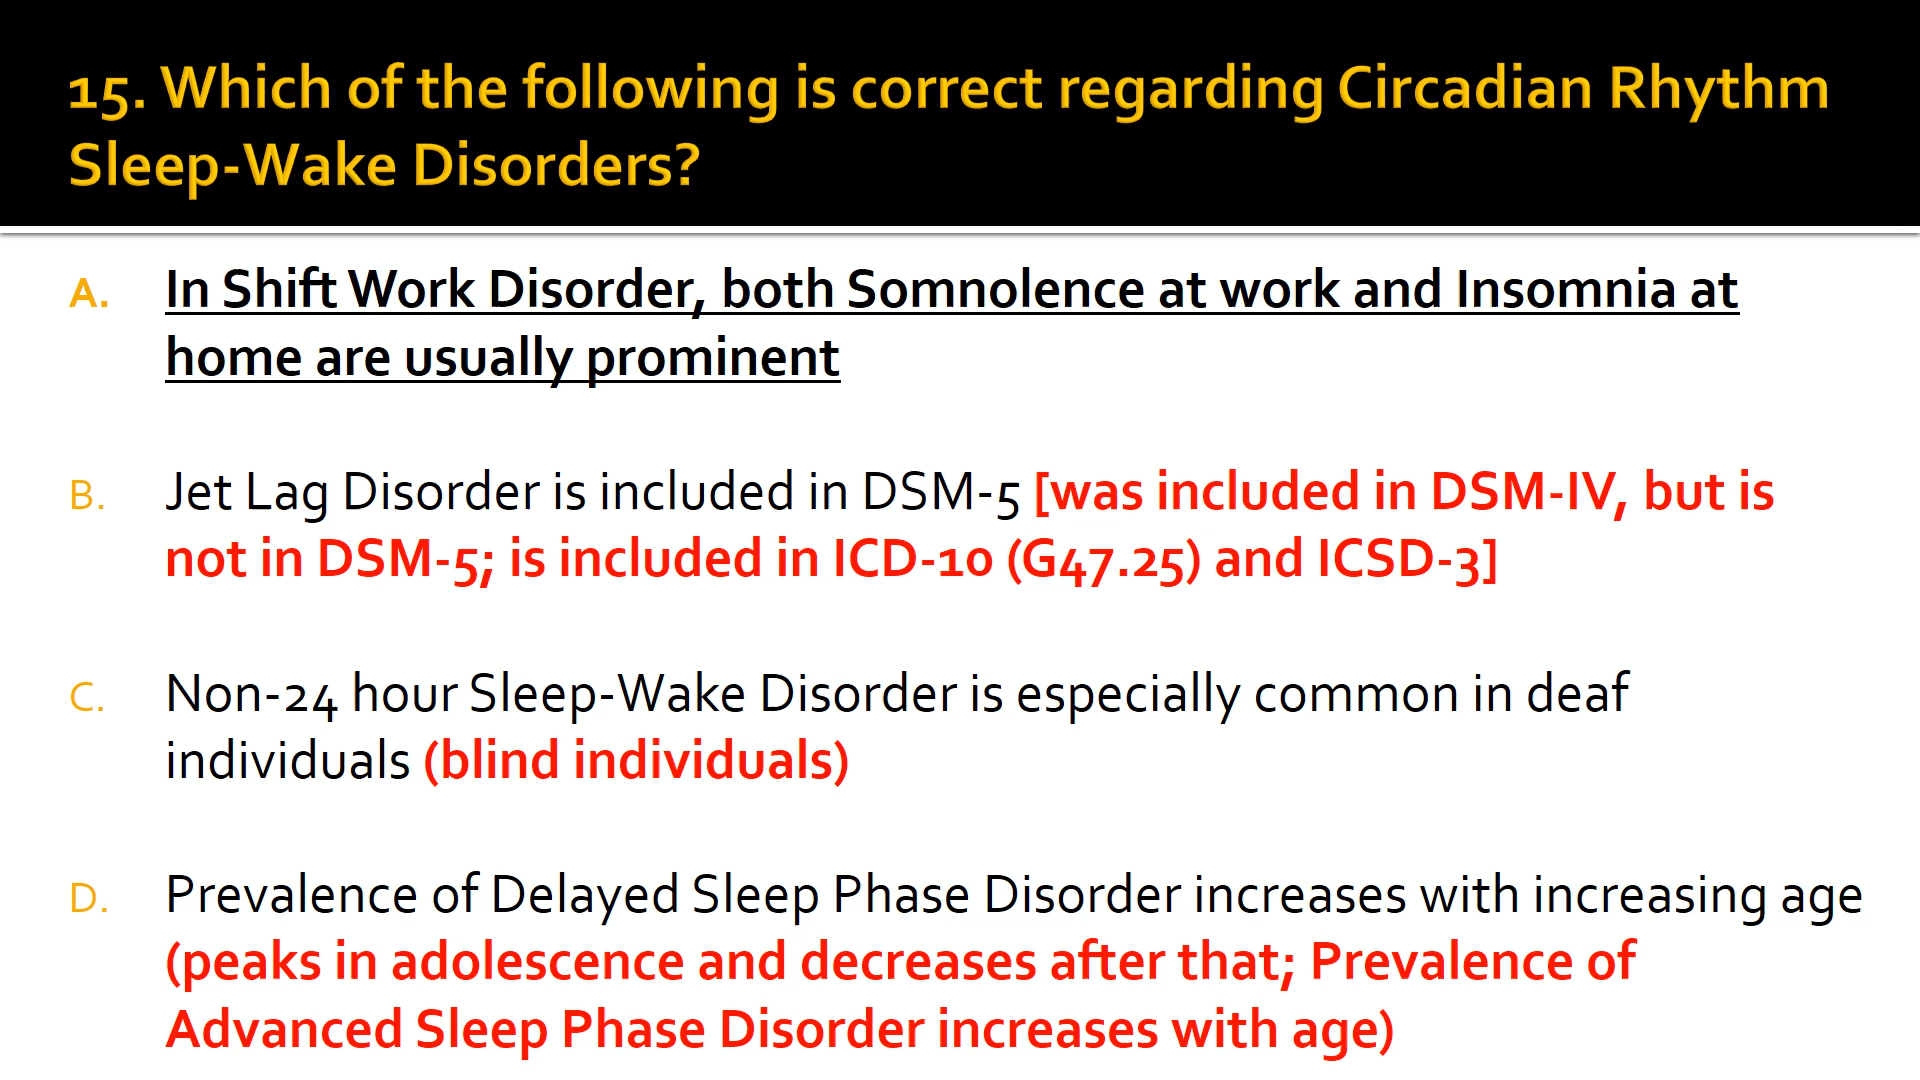 15. Which of the following is correct regarding Circadian Rhythm
Sleep-Wake Disorders?
A. In Shift Work Disorder, both Somnolence at work and Insomnia at
home are usually prominent
B. Jet Lag Disorder is included in DSM-5 [was included in DSM-IV, but is
not in DSM-5; is included in ICD-10 (G47.25) and ICSD-3]
C. Non-24 hour Sleep-Wake Disorder is especially common in deaf
individuals (blind individuals)
D. Prevalence of Delayed Sleep Phase Disorder increases with increasing age
(peaks in adolescence and decreases after that; Prevalence of
Advanced Sleep Phase Disorder increases with age)